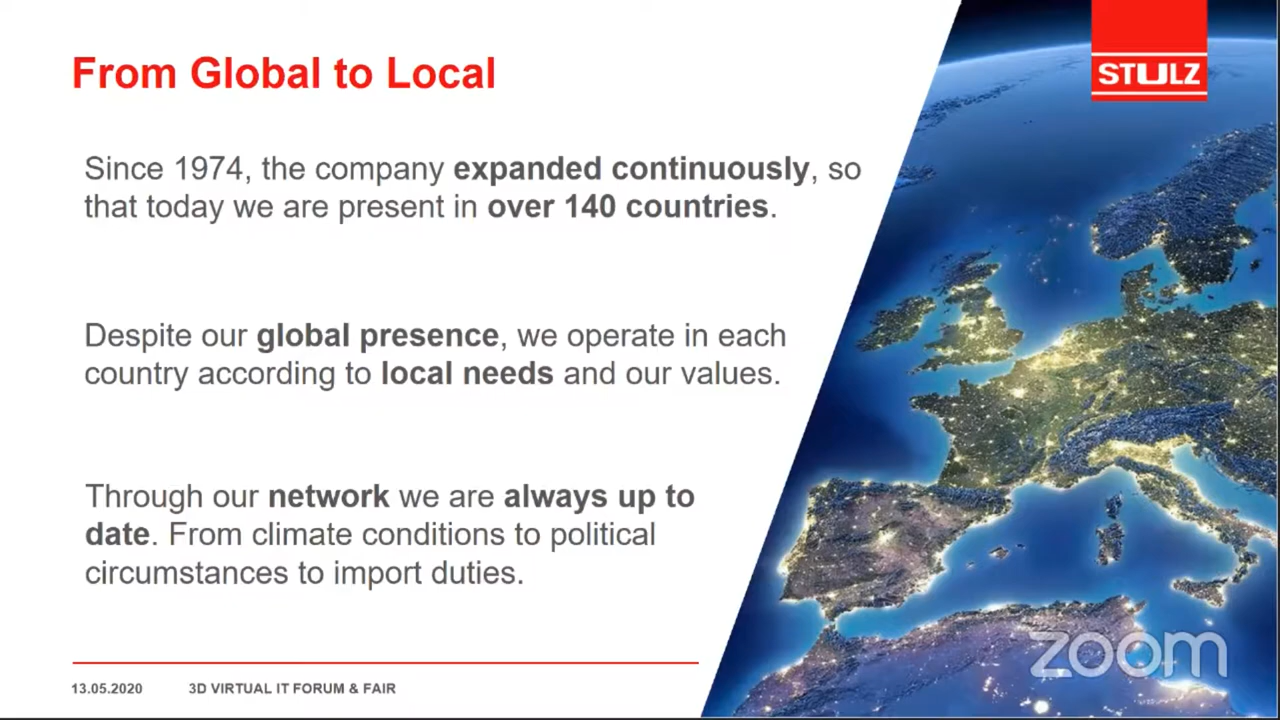 From Global to Local
STULZ
Since 1974, the company expanded continuously, so
that today we are present in over 140 countries.
Despite our global presence, we operate in each
country according to local needs and our values.
Through our network we are always up to
date. From climate conditions to political
circumstances to import duties.
zoom
13.05.2020 3D VIRTUAL IT FORUM & FAIR